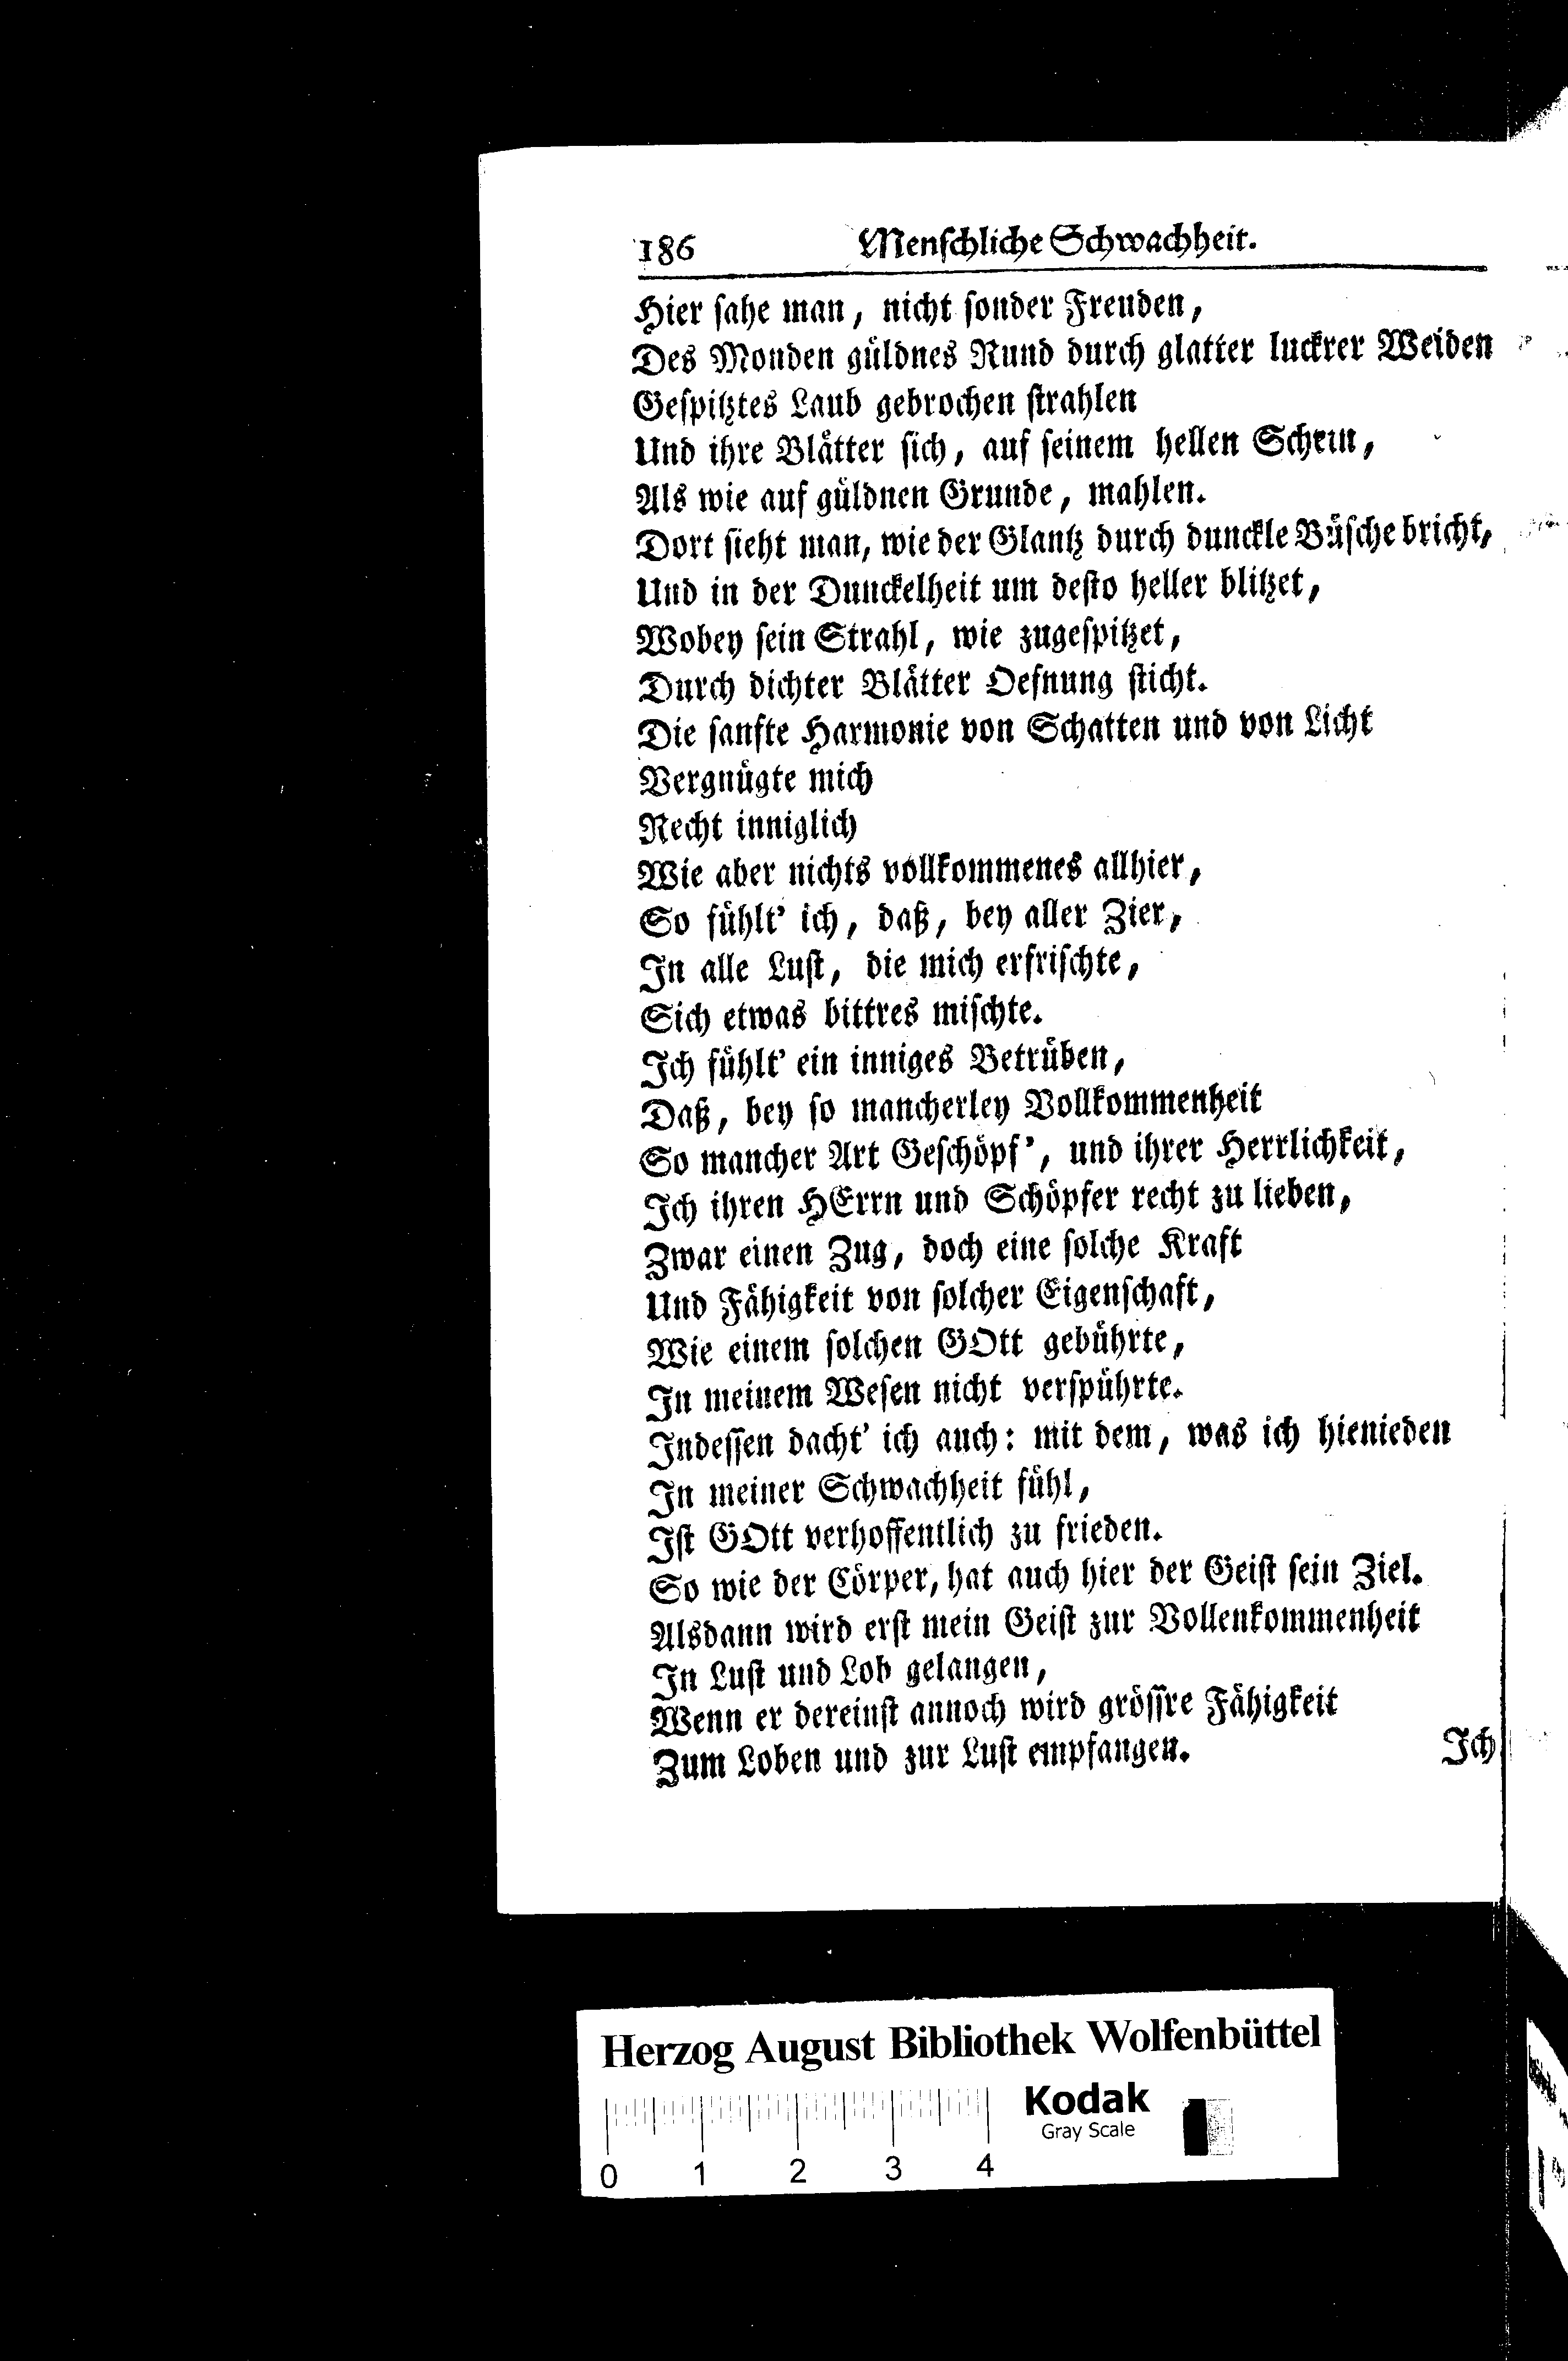 186 Menschliche Schwachheit.
Hier sahe man, nicht sonder Freuden,
Des Monden güldnes Rund durch glatter luckrer Weiden
Gespitztes Laub gebrochen strahlen
Und ihre Blätter sich, auf seinem hellen Schein,
Als wie auf güldnen Grunde, mahlen.
Dort sieht man, wie der Glantz durch dunckle Büsche bricht,
Und in der Dunckelheit um desto heller blitzet,
Wobey sein Strahl, wie zugespitzet,
Durch dichter Blätter Oefnung sticht.
Die sanfte Harmonie von Schatten und von Licht
Vergnügte mich
Recht inniglich
Wie aber nichts vollkommenes allhier,
So fühlt' ich, daß, bey aller Zier,
In alle Lust, die mich erfrischte,
Sich etwas bittres mischte.
Ich fühlt' ein inniges Betrüben,
Daß, bey so mancherley Vollkommenheit
So mancher Art Geschöpf', und ihrer Herrlichkeit,
Ich ihren HErrn und Schöpfer recht zu lieben,
Zwar einen Zug, doch eine solche Kraft
Und Fähigkeit von solcher Eigenschaft,
Wie einem solchen GOtt gebührte,
In meinem Wesen nicht verspührte.
Indessen dacht' ich auch: mit dem, was ich hienieden
In meiner Schwachheit fühl,
Ist GOtt verhoffentlich zu frieden.
So wie der Cörper, hat auch hier der Geist sein Ziel.
Alsdann wird erst mein Geist zur Vollenkommenheit
In Lust und Lob gelangen,
Wenn er dereinst annoch wird grössre Fähigkeit
Zum Loben und zur Lust empfangen.
Ich
Herzog August Bibliothek Wolfenbüttel
Kodak
Gray Scale
0 1 2 3 4